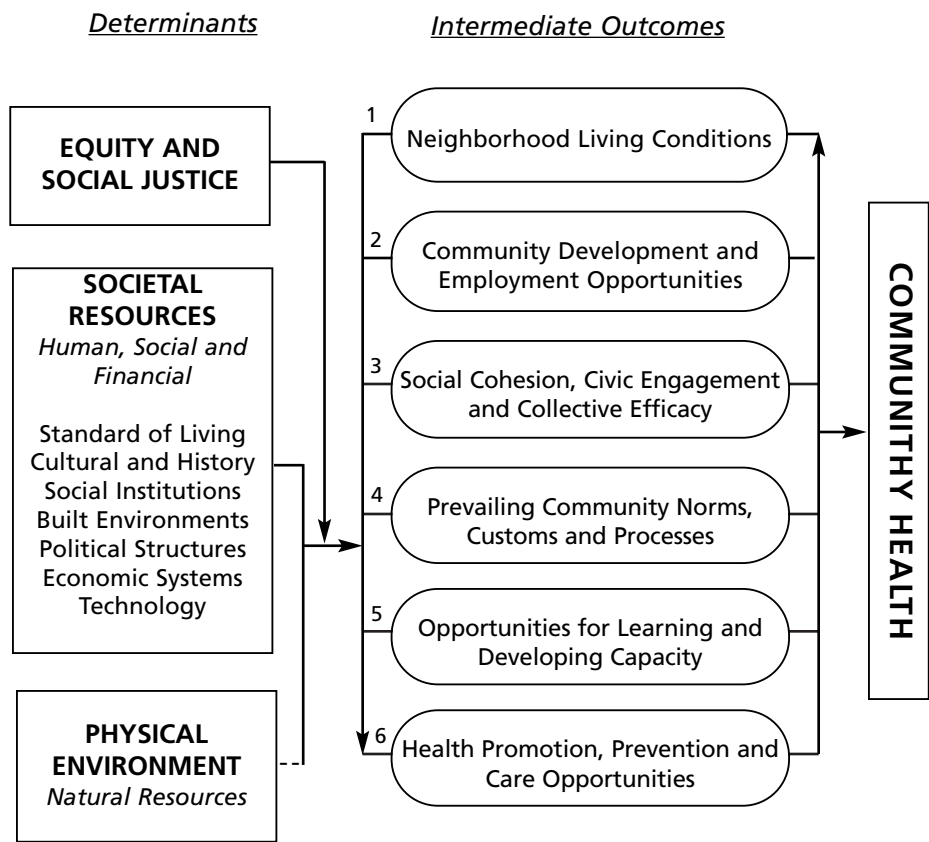 Determinants
Intermediate Outcomes
EQUITY AND
SOCIAL JUSTICE
SOCIETAL
RESOURCES
Human, Social and
Financial
Standard of Living
Cultural and History
Social Institutions
Built Environments
Political Structures
Economic Systems
Technology
PHYSICAL
ENVIRONMENT
Natural Resources
1
Neighborhood Living Conditions
2
Community Development and
Employment Opportunities
3
Social Cohesion, Civic Engagement
and Collective Efficacy
4
Prevailing Community Norms,
Customs and Processes
5
Opportunities for Learning and
Developing Capacity
6
Health Promotion, Prevention and
Care Opportunities
COMMUNITHY HEALTH